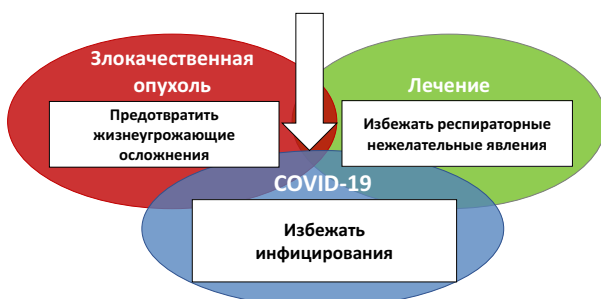 Злокачественная
опухоль
Предотвратить
жизнеугрожающие
осложнения
Лечение
Избежать респираторные
нежелательные явления
COVID-19
Избежать
инфицирования